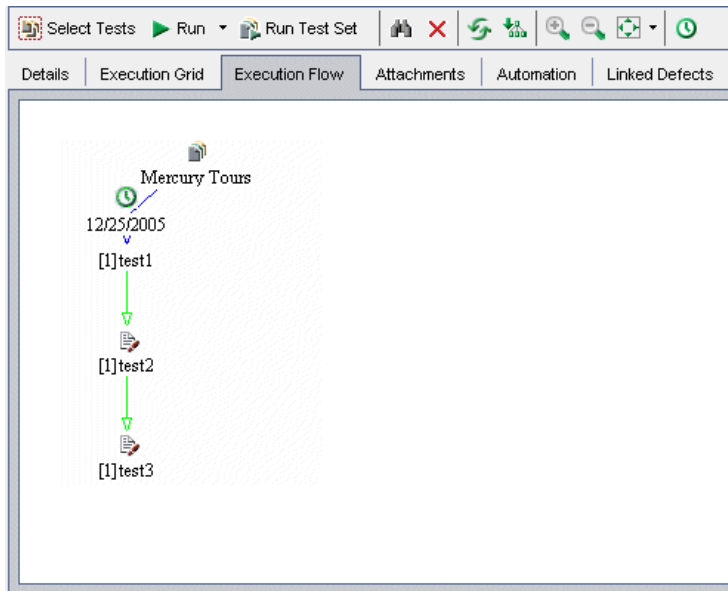 Select Tests Run Run Test Set
Details Execution Grid Execution Flow Attachments Automation Linked Defects
Mercury Tours
12/25/2005
[1]test1
[1]test2
[1]test3